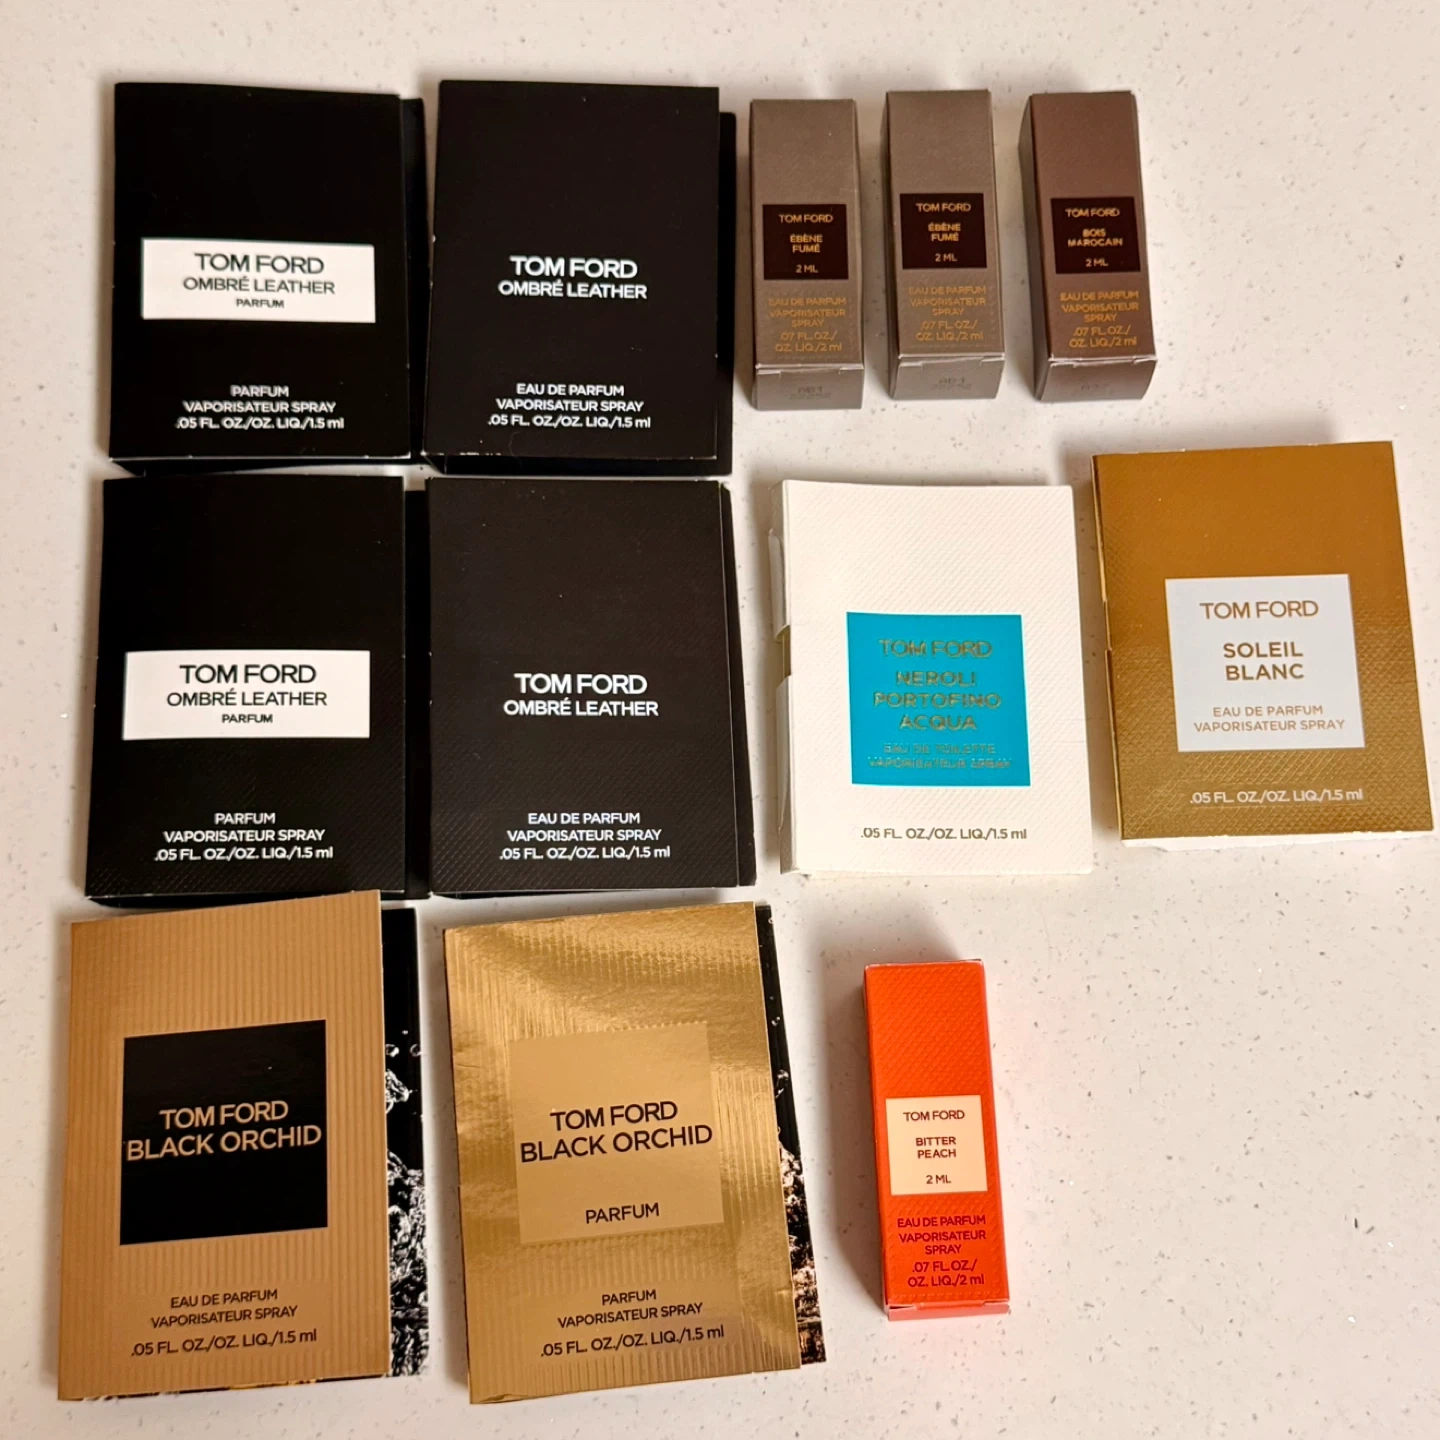 TOM FORD
OMBRÉ LEATHER
PARFUM
PARFUM
VAPORISATEUR SPRAY
.05 FL. OZ./OZ. LIQ./1.5 ml
TOM FORD
OMBRÉ LEATHER
EAU DE PARFUM
VAPORISATEUR SPRAY
.05 FL. OZ./OZ. LIQ./1.5 ml
TOM FORD
ÉBÈNE
FUMÉ
2 ML
EAU DE PARFUM
VAPORISATEUR
SPRAY
.07 FL. OZ./
OZ. LIQ./2 ml
TOM FORD
ÉBÈNE
FUMÉ
2 ML
EAU DE PARFUM
VAPORISATEUR
SPRAY
.07 FL. OZ./
OZ. LIQ./2 ml
TOM FORD
BOIS
MAROCAIN
2 ML
EAU DE PARFUM
VAPORISATEUR
SPRAY
.07 FL. OZ./
OZ. LIQ./2 ml
TOM FORD
OMBRÉ LEATHER
PARFUM
PARFUM
VAPORISATEUR SPRAY
.05 FL. OZ./OZ. LIQ./1.5 ml
TOM FORD
OMBRÉ LEATHER
EAU DE PARFUM
VAPORISATEUR SPRAY
.05 FL. OZ./OZ. LIQ./1.5 ml
TOM FORD
NEROLI
PORTOFINO
ACQUA
EAU DE TOILETTE
VAPORISATEUR SPRAY
.05 FL. OZ./OZ. LIQ./1.5 ml
TOM FORD
SOLEIL
BLANC
EAU DE PARFUM
VAPORISATEUR SPRAY
.05 FL. OZ./OZ. LIQ./1.5 ml
TOM FORD
BLACK ORCHID
EAU DE PARFUM
VAPORISATEUR SPRAY
.05 FL. OZ./OZ. LIQ./1.5 ml
TOM FORD
BLACK ORCHID
PARFUM
PARFUM
VAPORISATEUR SPRAY
.05 FL. OZ./OZ. LIQ./1.5 ml
TOM FORD
BITTER
PEACH
2 ML
EAU DE PARFUM
VAPORISATEUR
SPRAY
.07 FL. OZ./
OZ. LIQ./2 ml